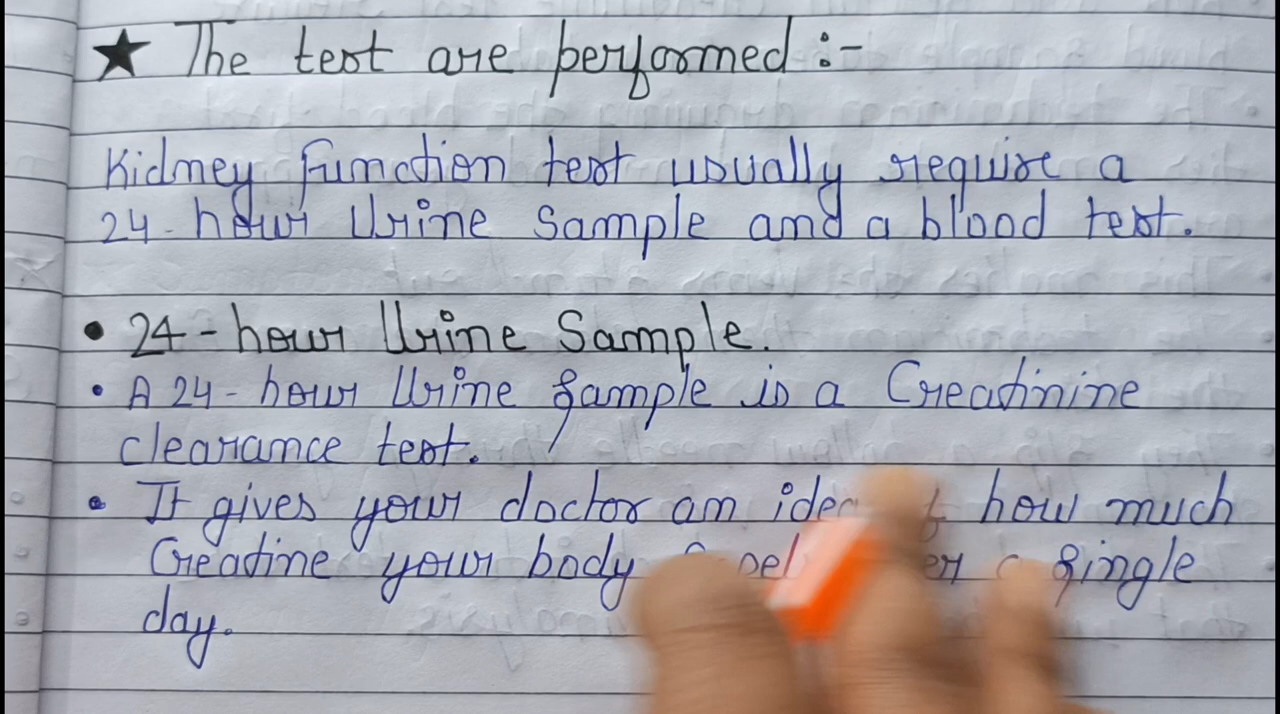 ★ The test are performed :-
Kidney function test usually require a
24-hour Urine Sample and a blood test.
• 24-hour Urine Sample.
• A 24-hour Urine Sample is a Creatinine
clearance test.
• It gives your doctor an idea how much
Creatine your body single
day.